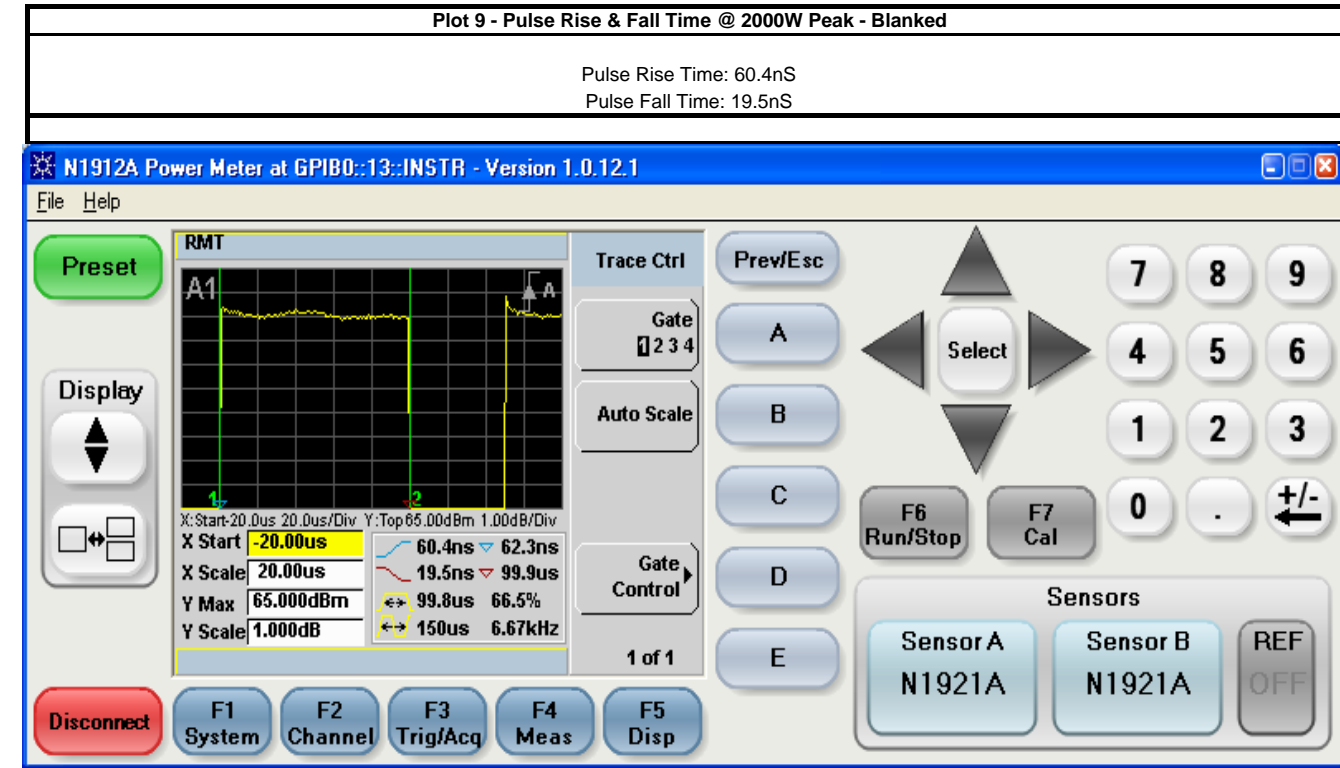 Plot 9 - Pulse Rise & Fall Time @ 2000W Peak - Blanked
Pulse Rise Time: 60.4nS
Pulse Fall Time: 19.5nS
N1912A Power Meter at GPIB0::13::INSTR - Version 1.0.12.1
File Help
Preset
Display
Disconnect
RMT
A1
A
1
2
X:Start-20.0us 20.0us/Div Y:Top65.00dBm 1.00dB/Div
X Start -20.00us
X Scale 20.00us
Y Max 65.000dBm
Y Scale 1.000dB
60.4ns 62.3ns
19.5ns 99.9us
99.8us 66.5%
150us 6.67kHz
Trace Ctrl
Gate
1 2 3 4
Auto Scale
Gate
Control
1 of 1
F1
System
F2
Channel
F3
Trig/Acq
F4
Meas
F5
Disp
Prev/Esc
A
B
C
D
E
Select
F6
Run/Stop
F7
Cal
7 8 9
4 5 6
1 2 3
0 . +/-
Sensors
Sensor A
N1921A
Sensor B
N1921A
REF
OFF